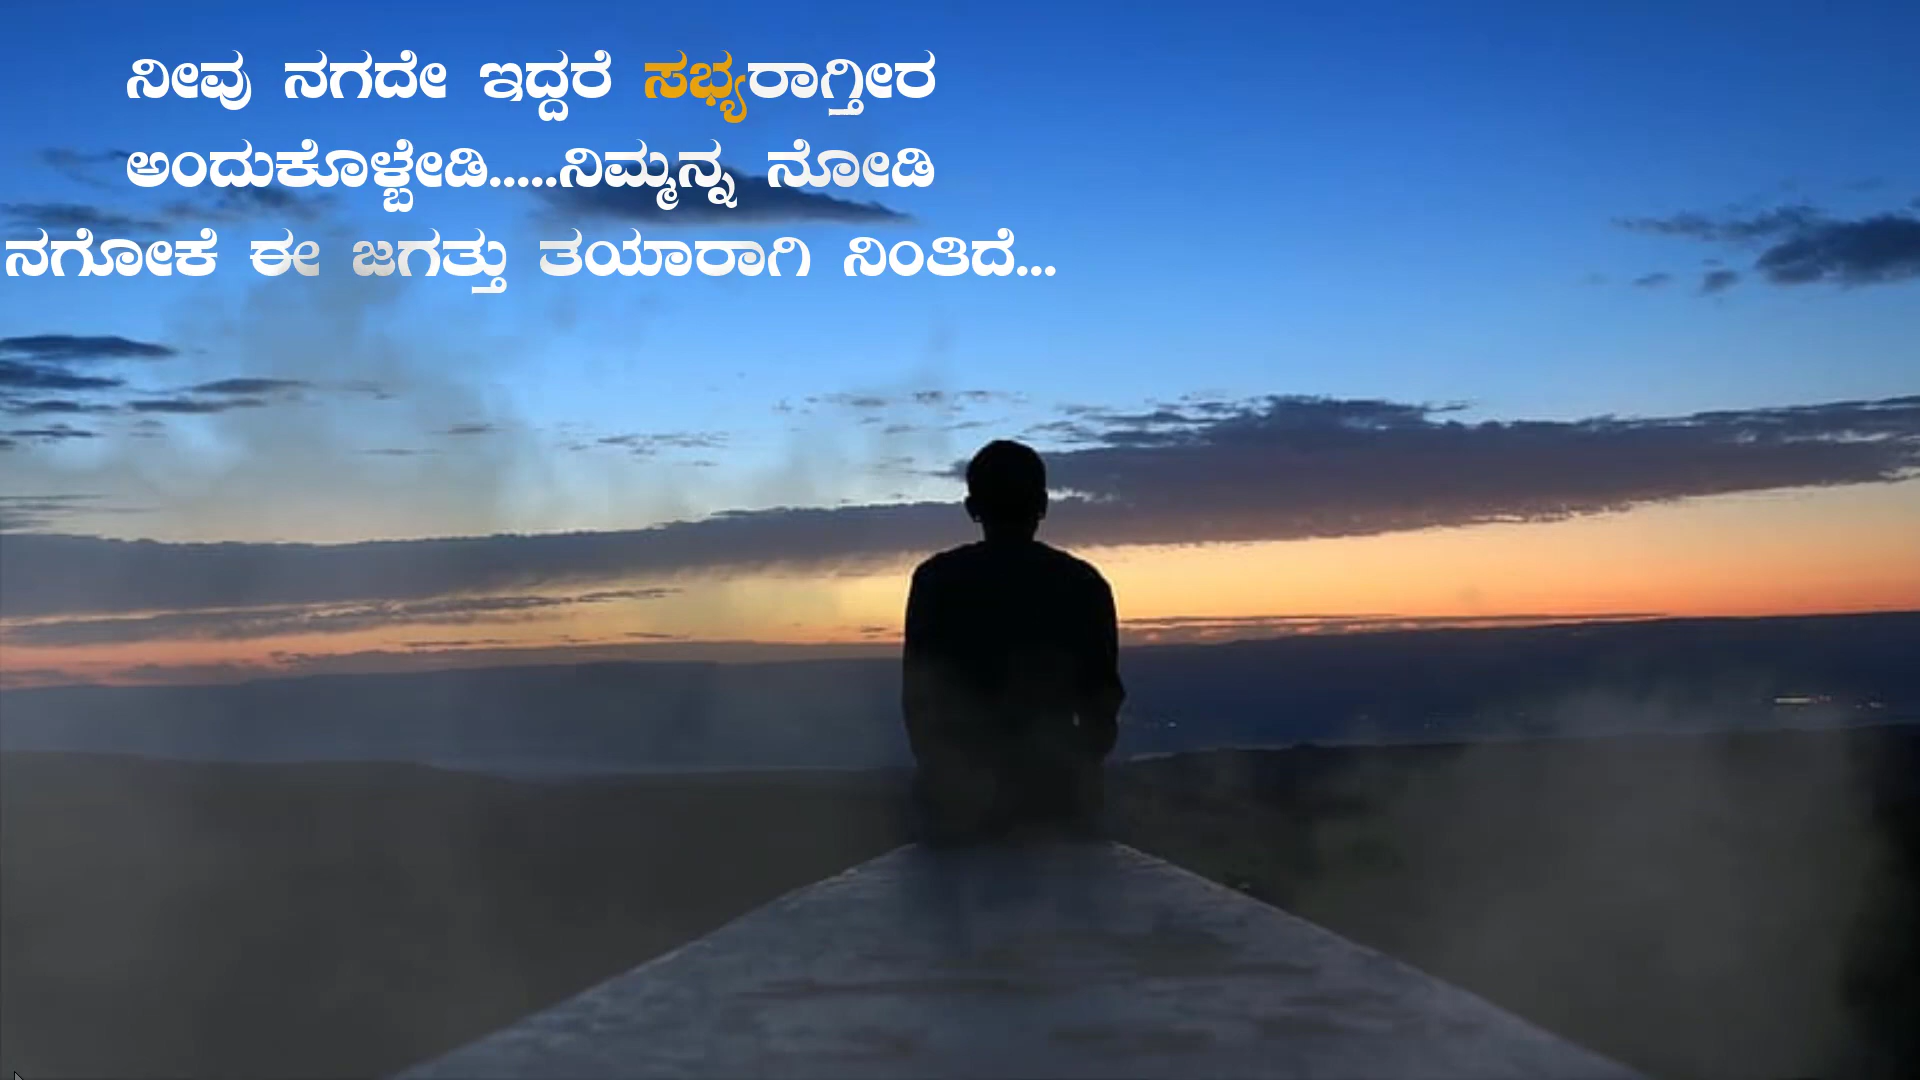 ನೀವು ನಗದೇ ಇದ್ದರೆ ಸಭ್ಯರಾಗ್ತೀರ
ಅಂದುಕೊಳ್ಬೇಡಿ.....ನಿಮ್ಮನ್ನ ನೋಡಿ
ನಗೋಕೆ ಈ ಜಗತ್ತು ತಯಾರಾಗಿ ನಿಂತಿದೆ...